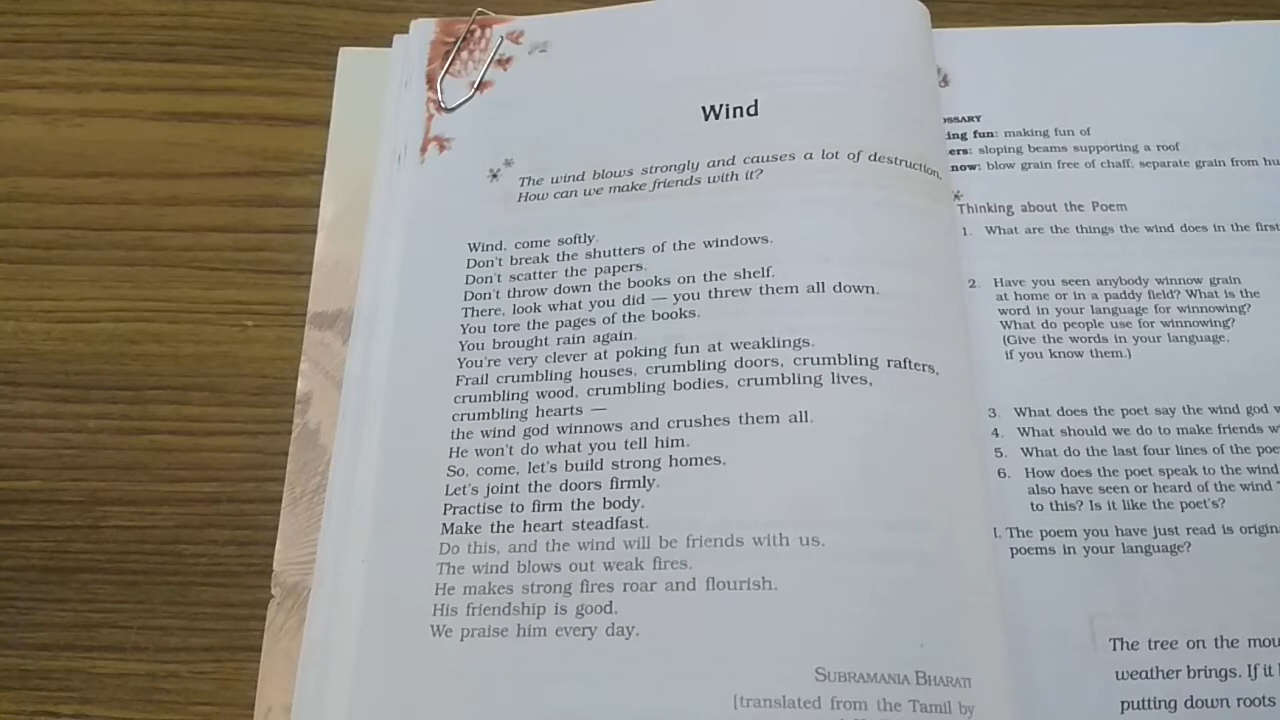 Wind
The wind blows strongly and causes a lot of destruction.
How can we make friends with it?
Wind, come softly.
Don't break the shutters of the windows.
Don't scatter the papers.
Don't throw down the books on the shelf.
There, look what you did — you threw them all down.
You tore the pages of the books.
You brought rain again.
You're very clever at poking fun at weaklings.
Frail crumbling houses, crumbling doors, crumbling rafters,
crumbling wood, crumbling bodies, crumbling lives,
crumbling hearts —
the wind god winnows and crushes them all.
He won't do what you tell him.
So, come, let's build strong homes,
Let's joint the doors firmly.
Practise to firm the body.
Make the heart steadfast.
Do this, and the wind will be friends with us.
The wind blows out weak fires.
He makes strong fires roar and flourish.
His friendship is good.
We praise him every day.
SUBRAMANIA BHARATI
[translated from the Tamil by
OSSARY
ing fun: making fun of
ers: sloping beams supporting a roof
now: blow grain free of chaff; separate grain from hu
Thinking about the Poem
1. What are the things the wind does in the first
2. Have you seen anybody winnow grain
at home or in a paddy field? What is the
word in your language for winnowing?
What do people use for winnowing?
(Give the words in your language,
if you know them.)
3. What does the poet say the wind god w
4. What should we do to make friends w
5. What do the last four lines of the poe
6. How does the poet speak to the wind
also have seen or heard of the wind
to this? Is it like the poet's?
I. The poem you have just read is origin
poems in your language?
The tree on the mou
weather brings. If it
putting down roots